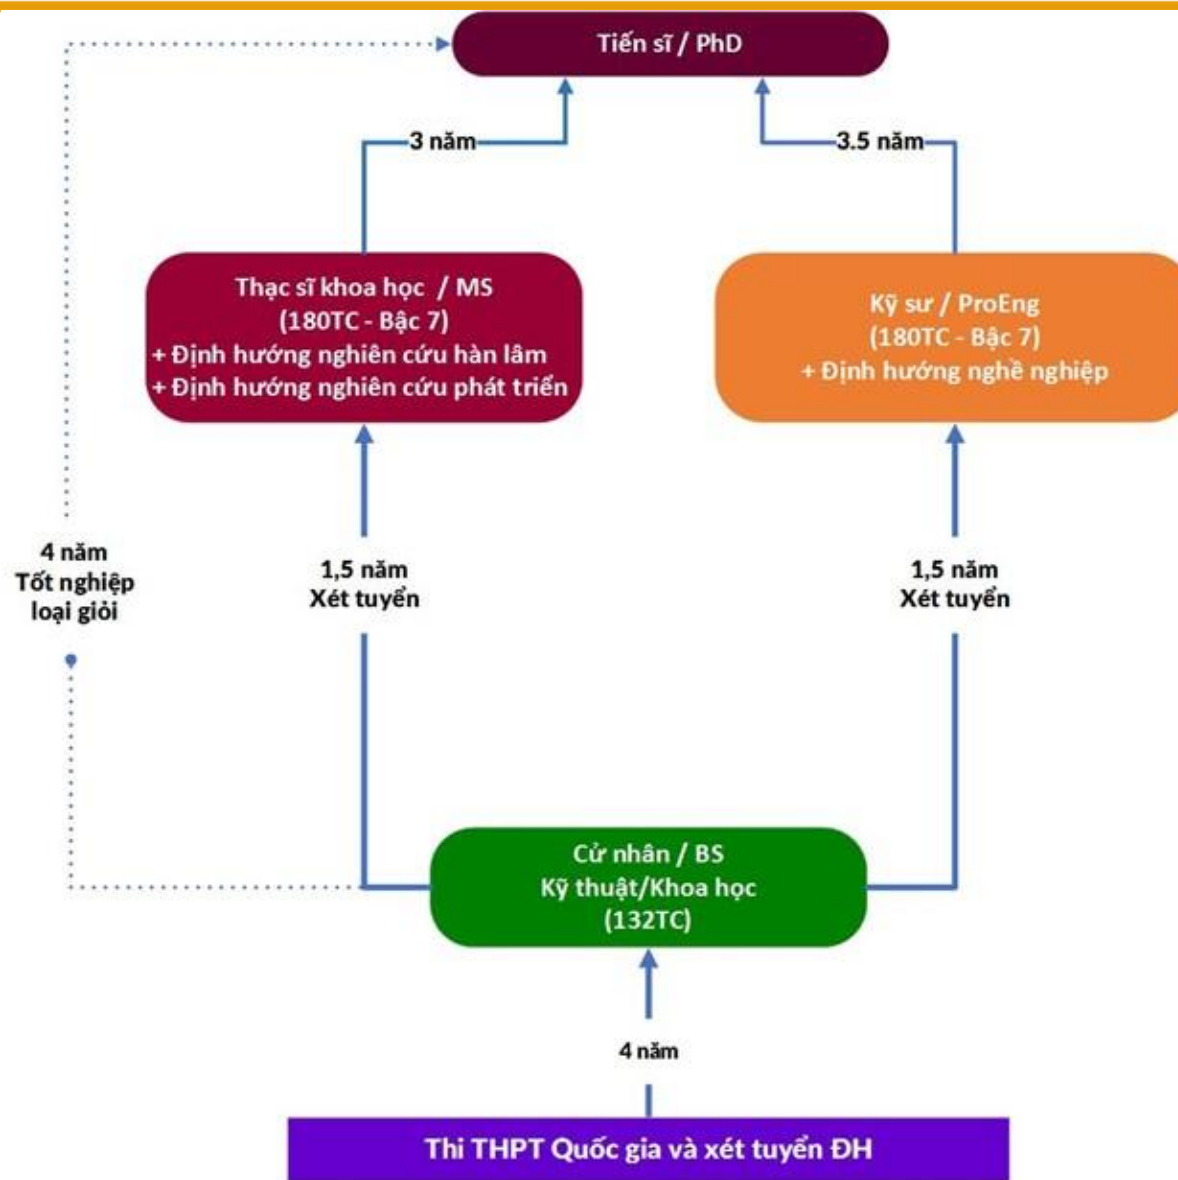 Tiến sĩ / PhD
3 năm
3.5 năm
Thạc sĩ khoa học / MS
(180TC - Bậc 7)
+ Định hướng nghiên cứu hàn lâm
+ Định hướng nghiên cứu phát triển
Kỹ sư / ProEng
(180TC - Bậc 7)
+ Định hướng nghề nghiệp
4 năm
Tốt nghiệp
loại giỏi
1,5 năm
Xét tuyển
1,5 năm
Xét tuyển
Cử nhân / BS
Kỹ thuật/Khoa học
(132TC)
4 năm
Thi THPT Quốc gia và xét tuyển ĐH